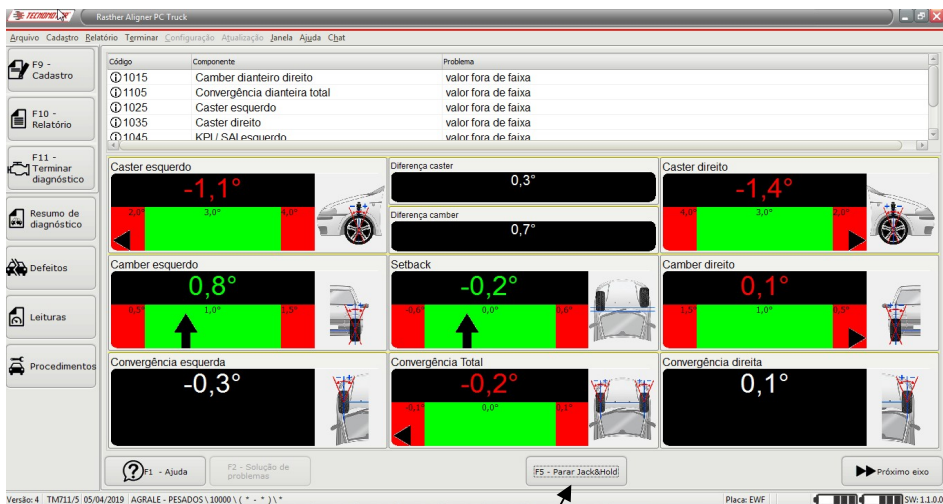 TECNOMOTOR Rasther Aligner PC Truck
Arquivo Cadastro Relatório Terminar Configuração Atualização Janela Ajuda Chat
F9 -
Cadastro
F10 -
Relatório
F11 -
Terminar
diagnóstico
Resumo de
diagnóstico
Defeitos
Leituras
Procedimentos
Código Componente Problema
1015 Camber dianteiro direito valor fora de faixa
1105 Convergência dianteira total valor fora de faixa
1025 Caster esquerdo valor fora de faixa
1035 Caster direito valor fora de faixa
1045 KPI / SAI esquerdo valor fora de faixa
Caster esquerdo
-1,1°
2,0° 3,0° 4,0°
Diferença caster
0,3°
Diferença camber
0,7°
Caster direito
-1,4°
4,0° 3,0° 2,0°
Camber esquerdo
0,8°
0,5° 1,0° 1,5°
Setback
-0,2°
-0,6° 0,0° 0,6°
Camber direito
0,1°
1,5° 1,0° 0,5°
Convergência esquerda
-0,3°
Convergência Total
-0,2°
-0,1° 0,0° 0,1°
Convergência direita
0,1°
F1 - Ajuda
F2 - Solução de
problemas
F5 - Parar Jack&Hold
Próximo eixo
Versão: 4 TM711/5 05/04/2019 AGRALE - PESADOS \ 10000 \ ( * - * ) \ * Placa: EWF SW: 1.1.0.0